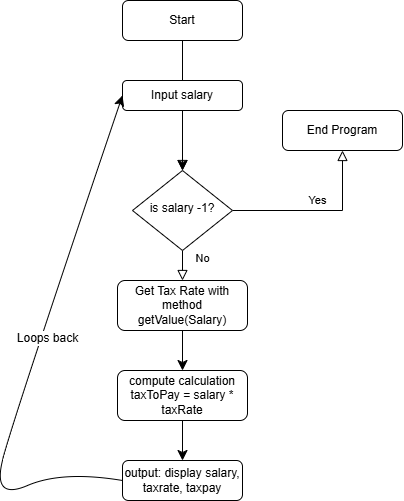 Start
Input salary
End Program
is salary -1?
Yes
No
Get Tax Rate with
method
getValue(Salary)
Loops back
compute calculation
taxToPay = salary *
taxRate
output: display salary,
taxrate, taxpay